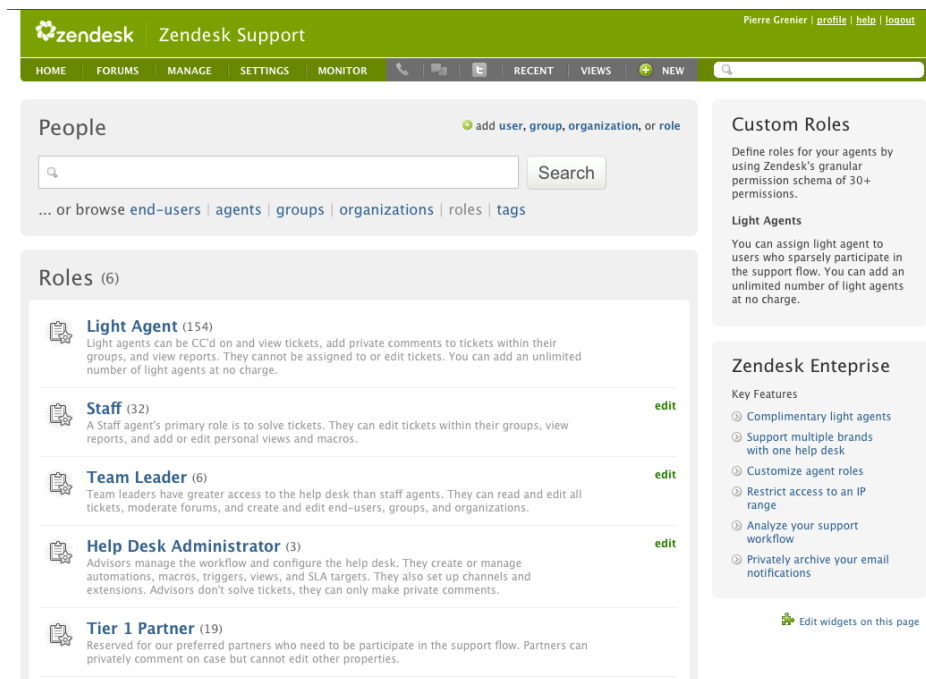 zendesk Zendesk Support
Pierre Grenier | profile | help | logout
HOME FORUMS MANAGE SETTINGS MONITOR RECENT VIEWS NEW
People
add user, group, organization, or role
Search
... or browse end-users | agents | groups | organizations | roles | tags
Roles (6)
Light Agent (154)
Light agents can be CC'd on and view tickets, add private comments to tickets within their
groups, and view reports. They cannot be assigned to or edit tickets. You can add an unlimited
number of light agents at no charge.
Staff (32)
edit
A Staff agent's primary role is to solve tickets. They can edit tickets within their groups, view
reports, and add or edit personal views and macros.
Team Leader (6)
edit
Team leaders have greater access to the help desk than staff agents. They can read and edit all
tickets, moderate forums, and create and edit end-users, groups, and organizations.
Help Desk Administrator (3)
edit
Advisors manage the workflow and configure the help desk. They create or manage
automations, macros, triggers, views, and SLA targets. They also set up channels and
extensions. Advisors don't solve tickets, they can only make private comments.
Tier 1 Partner (19)
Reserved for our preferred partners who need to be participate in the support flow. Partners can
privately comment on case but cannot edit other properties.
Custom Roles
Define roles for your agents by
using Zendesk's granular
permission schema of 30+
permissions.
Light Agents
You can assign light agent to
users who sparsely participate in
the support flow. You can add an
unlimited number of light agents
at no charge.
Zendesk Enteprise
Key Features
Complimentary light agents
Support multiple brands
with one help desk
Customize agent roles
Restrict access to an IP
range
Analyze your support
workflow
Privately archive your email
notifications
Edit widgets on this page